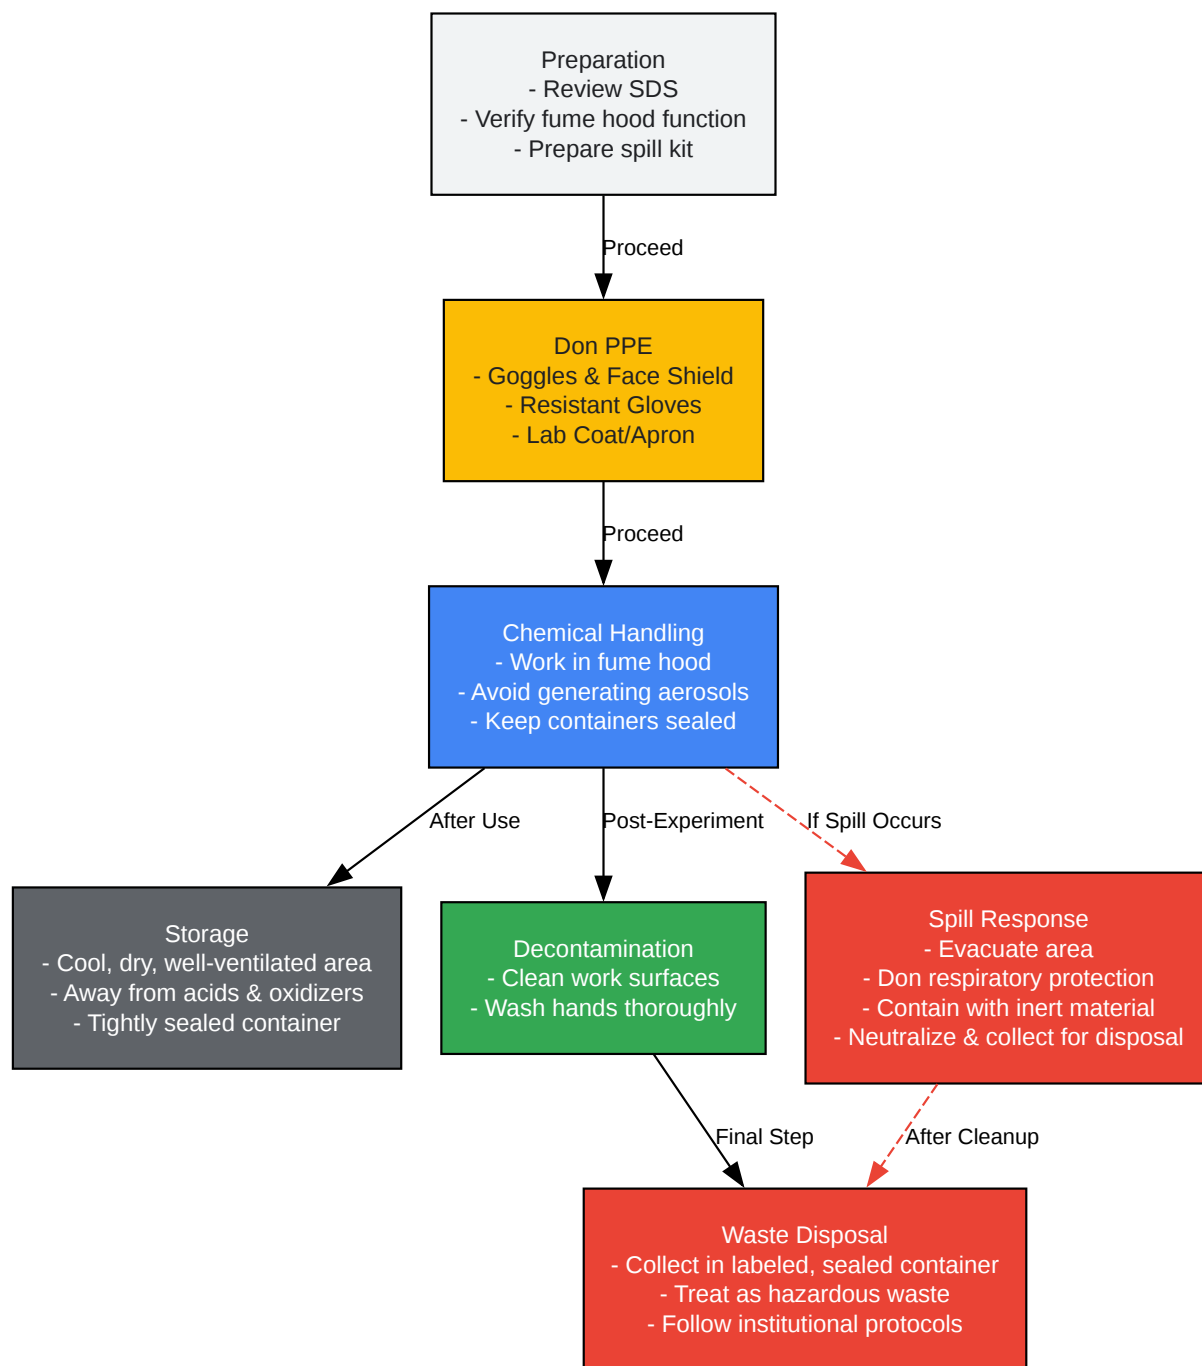 Preparation
- Review SDS
- Verify fume hood function
- Prepare spill kit
Proceed
Don PPE
- Goggles & Face Shield
- Resistant Gloves
- Lab Coat/Apron
Proceed
Chemical Handling
- Work in fume hood
- Avoid generating aerosols
- Keep containers sealed
After Use
Post-Experiment
If Spill Occurs
Storage
- Cool, dry, well-ventilated area
- Away from acids & oxidizers
- Tightly sealed container
Decontamination
- Clean work surfaces
- Wash hands thoroughly
Spill Response
- Evacuate area
- Don respiratory protection
- Contain with inert material
- Neutralize & collect for disposal
Final Step
After Cleanup
Waste Disposal
- Collect in labeled, sealed container
- Treat as hazardous waste
- Follow institutional protocols